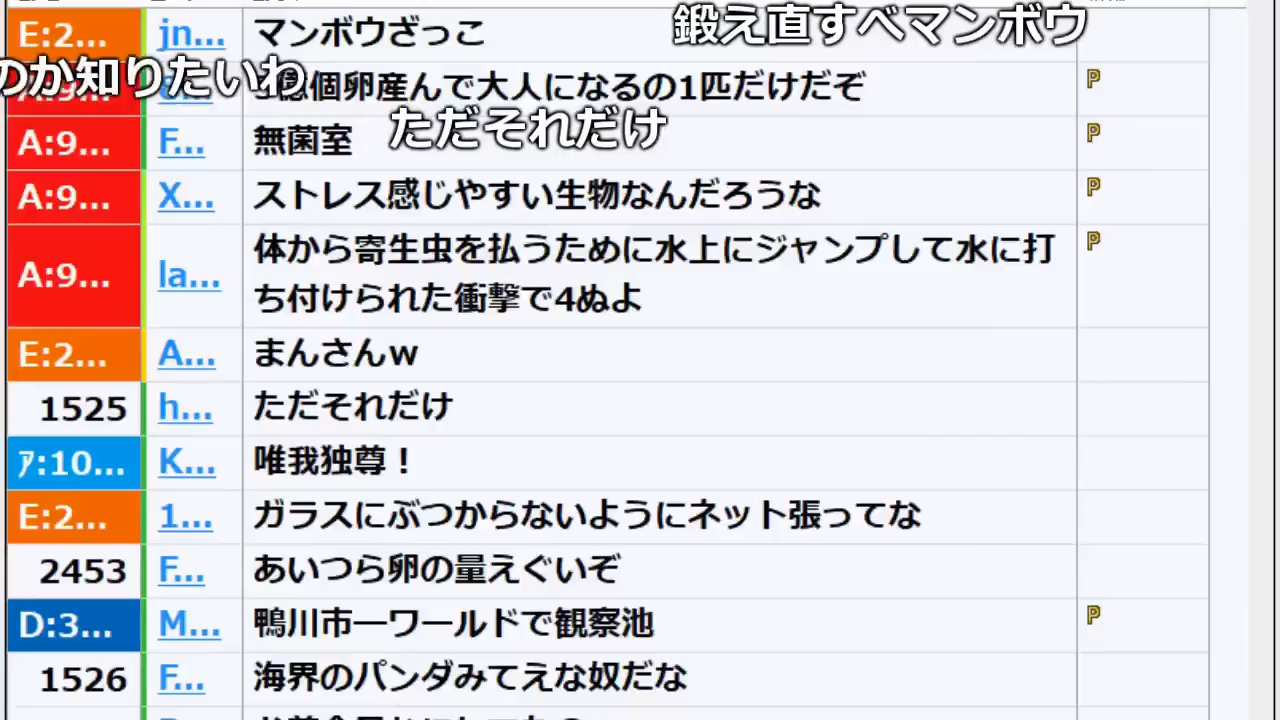 鍛え直すべマンボウ
E:2... jn... マンボウざっこ
のか知りたいわ
億個卵産んで大人になるの1匹だけだぞ P
ただそれだけ
A:9... F... 無菌室 P
A:9... X... ストレス感じやすい生物なんだろうな P
A:9... la... 体から寄生虫を払うために水上にジャンプして水に打 P
ち付けられた衝撃で4ぬよ
E:2... A... まんさんｗ
1525 h... ただそれだけ
ｱ:10... K... 唯我独尊！
E:2... 1... ガラスにぶつからないようにネット張ってな
2453 F... あいつら卵の量えぐいぞ
D:3... M... 鴨川市―ワールドで観察池 P
1526 F... 海界のパンダみてえな奴だな